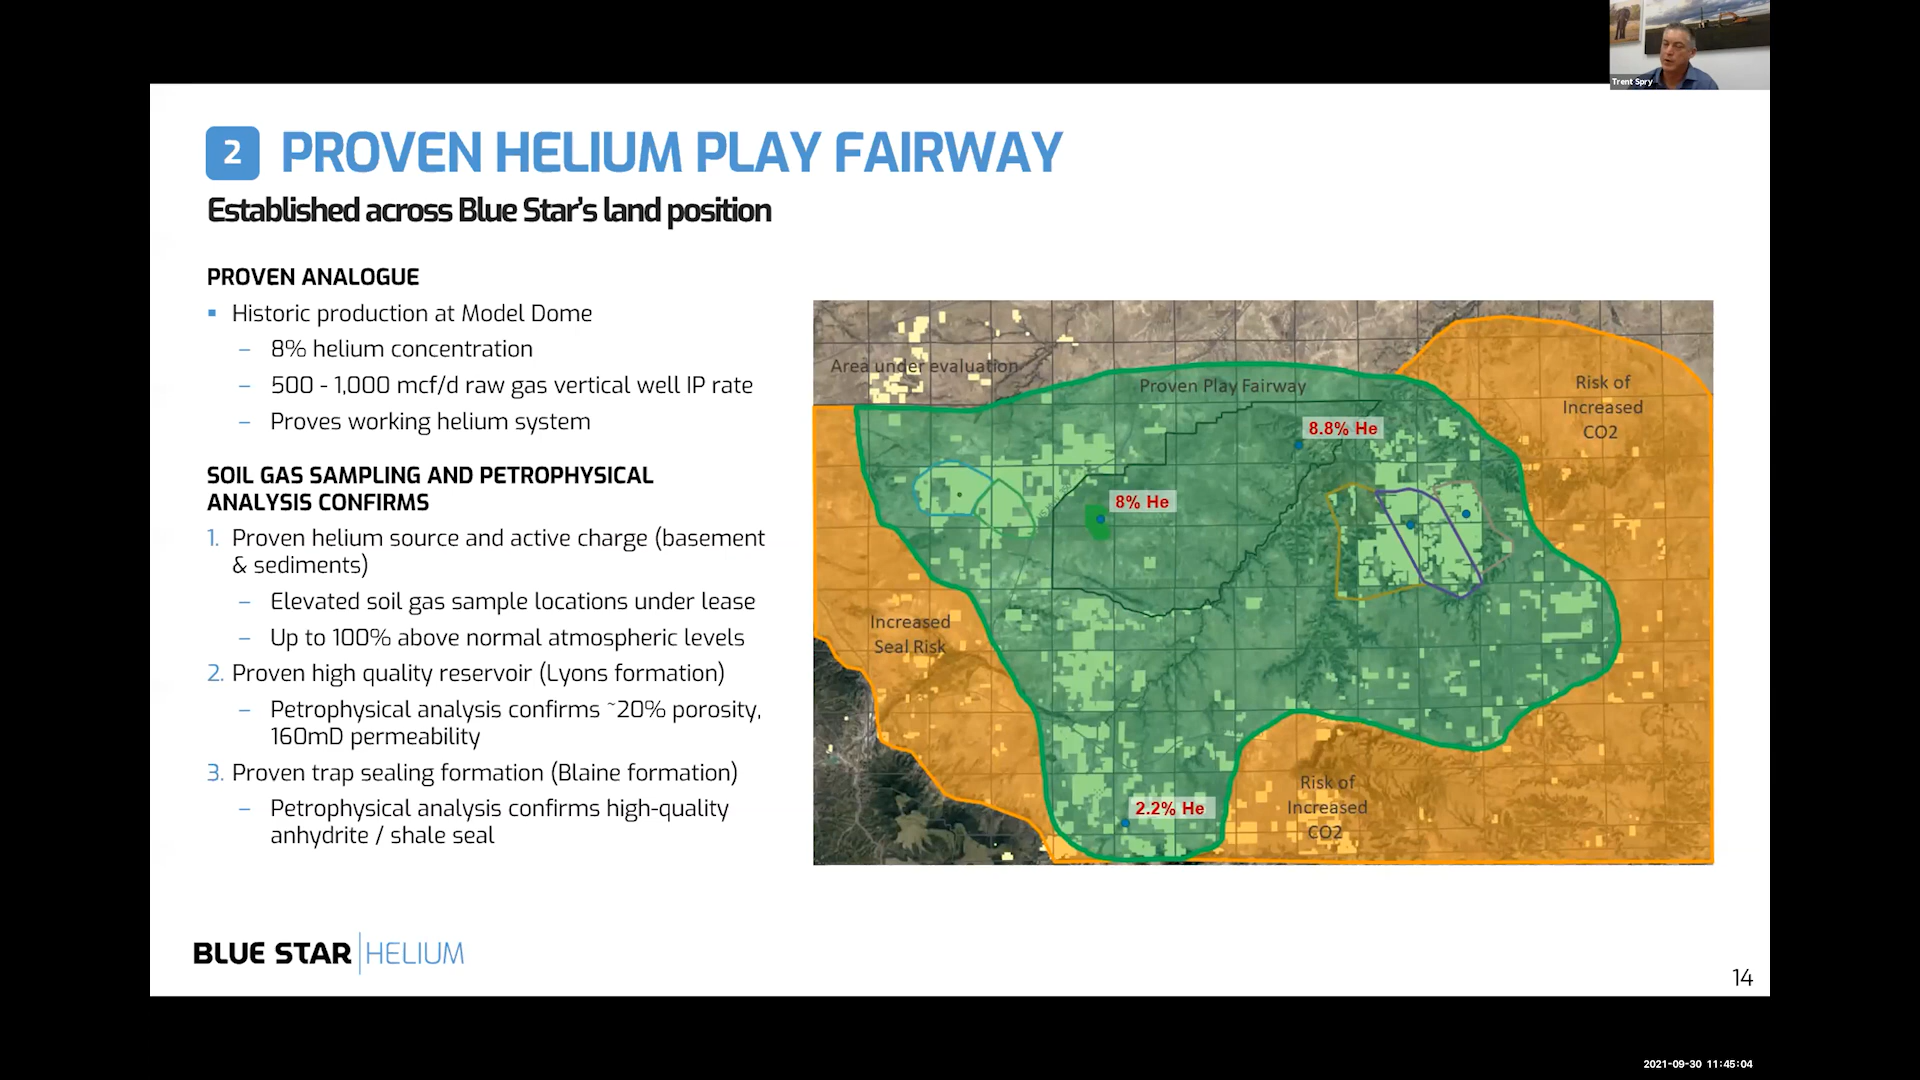 Trent Spry
2 PROVEN HELIUM PLAY FAIRWAY
Established across Blue Star's land position
PROVEN ANALOGUE
▪ Historic production at Model Dome
– 8% helium concentration
– 500 - 1,000 mcf/d raw gas vertical well IP rate
– Proves working helium system
SOIL GAS SAMPLING AND PETROPHYSICAL
ANALYSIS CONFIRMS
1. Proven helium source and active charge (basement
& sediments)
– Elevated soil gas sample locations under lease
– Up to 100% above normal atmospheric levels
2. Proven high quality reservoir (Lyons formation)
– Petrophysical analysis confirms ~20% porosity,
160mD permeability
3. Proven trap sealing formation (Blaine formation)
– Petrophysical analysis confirms high-quality
anhydrite / shale seal
Area under evaluation
Proven Play Fairway
Risk of
Increased
CO2
8.8% He
8% He
Increased
Seal Risk
Risk of
Increased
CO2
2.2% He
BLUE STAR HELIUM
14
2021-09-30 11:45:04